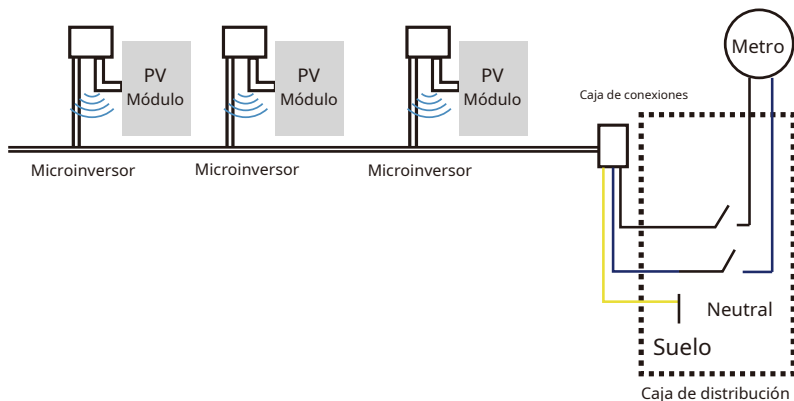 PV
Módulo
PV
Módulo
PV
Módulo
Metro
Caja de conexiones
Microinversor
Microinversor
Microinversor
Neutral
Suelo
Caja de distribución